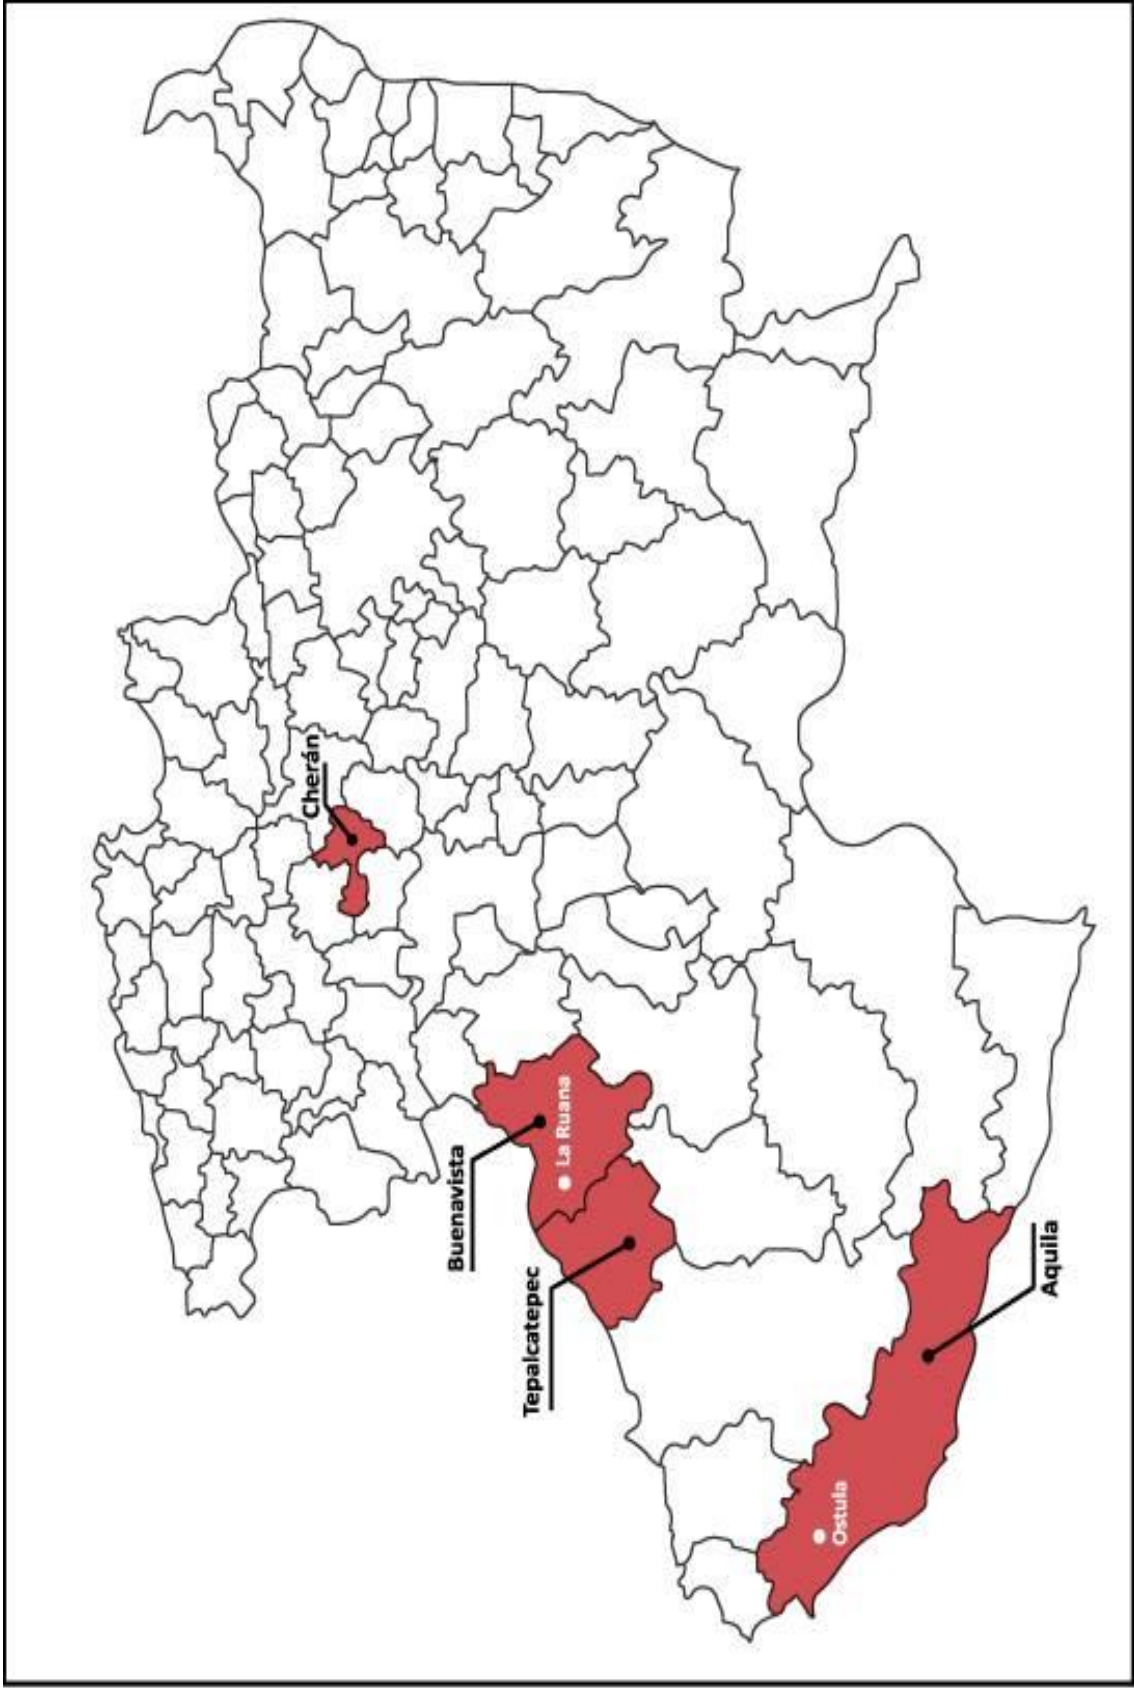 Cherán
Buenavista
La Ruana
Tepalcatepec
Aquila
Ostula